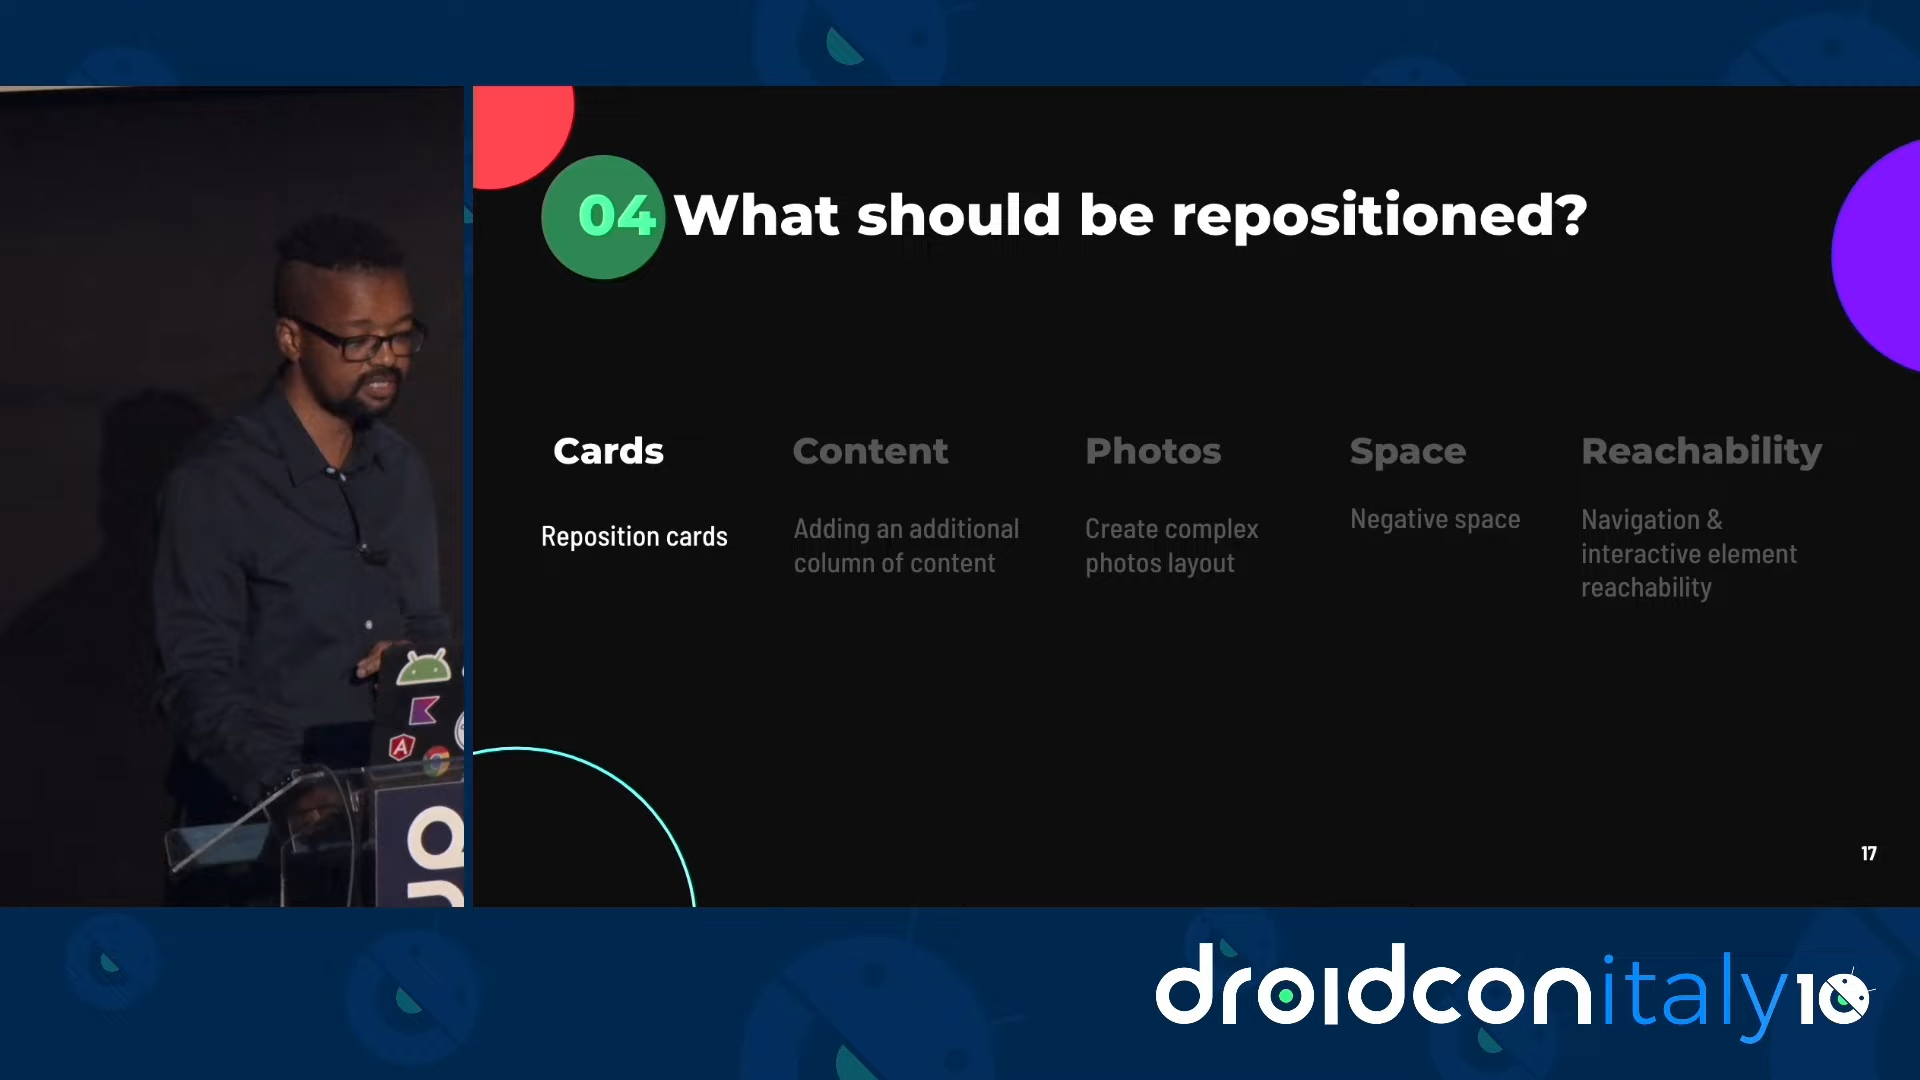 04 What should be repositioned?
Cards
Content
Photos
Space
Reachability
Reposition cards
Adding an additional
column of content
Create complex
photos layout
Negative space
Navigation &
interactive element
reachability
17
droidconitaly10